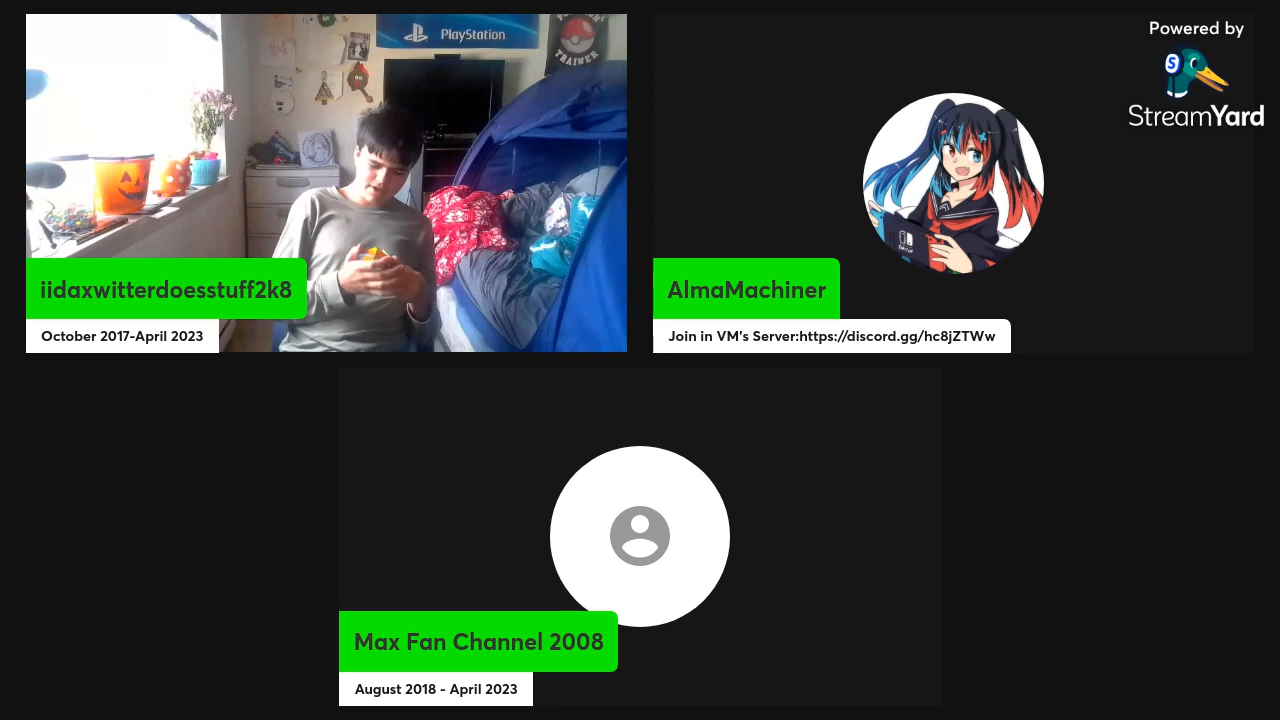 PlayStation
POKÉMON
TRAINER
Powered by
S
StreamYard
iidaxwitterdoesstuff2k8
October 2017-April 2023
AlmaMachiner
Join in VM's Server:https://discord.gg/hc8jZTWw
Max Fan Channel 2008
August 2018 - April 2023